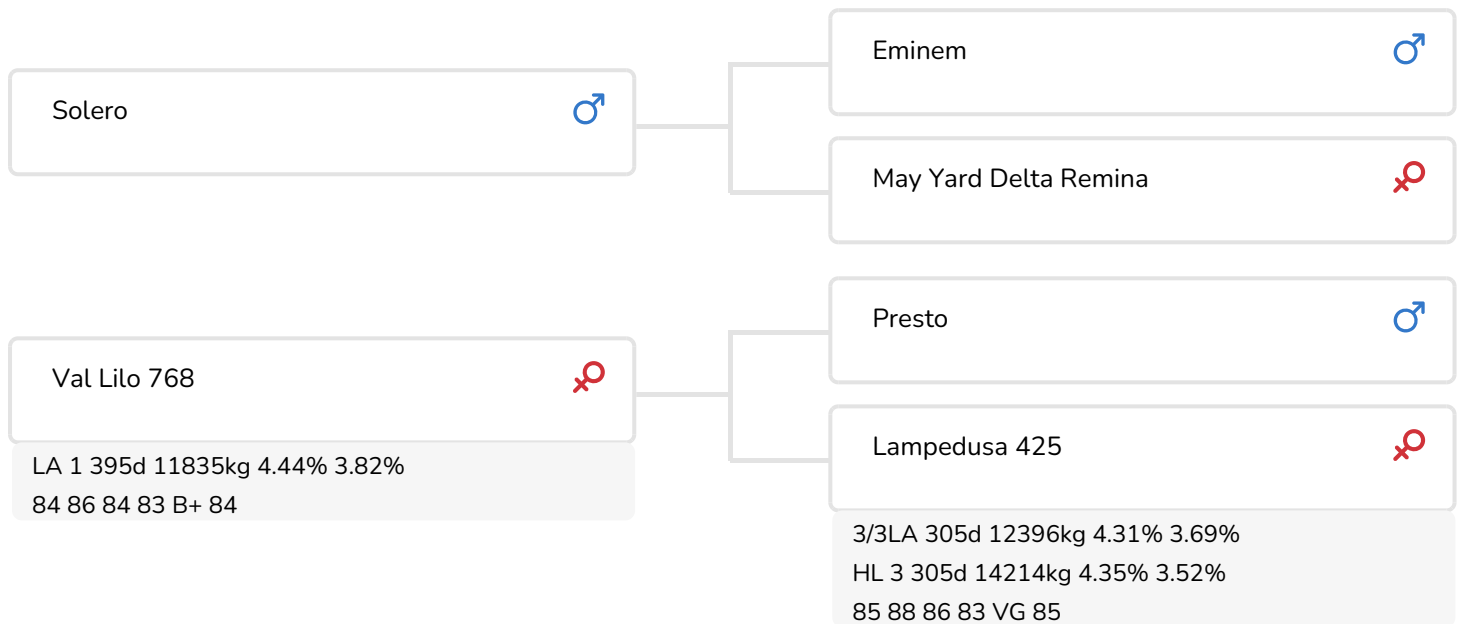 Solero
Val Lilo 768
LA 1 395d 11835kg 4.44% 3.82%
84 86 84 83 B+ 84
Eminem
May Yard Delta Remina
Presto
Lampedusa 425
3/3LA 305d 12396kg 4.31% 3.69%
HL 3 305d 14214kg 4.35% 3.52%
85 88 86 83 VG 85